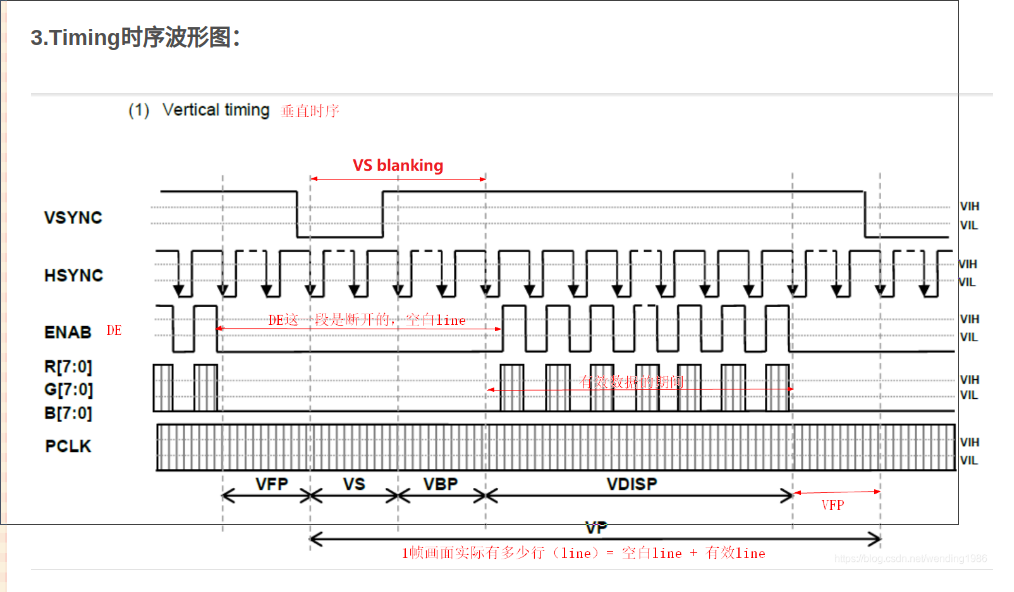 3.Timing时序波形图：
(1) Vertical timing 垂直时序
VS blanking
VSYNC
VIH
VIL
HSYNC
VIH
VIL
ENAB DE
DE这一段是断开的，空白line
VIH
VIL
R[7:0]
G[7:0]
B[7:0]
有效数据的期间
VIH
VIL
PCLK
VIH
VIL
VFP VS VBP VDISP
VFP
VP
1帧画面实际有多少行（line）= 空白line + 有效line
https://blog.csdn.net/wending1986